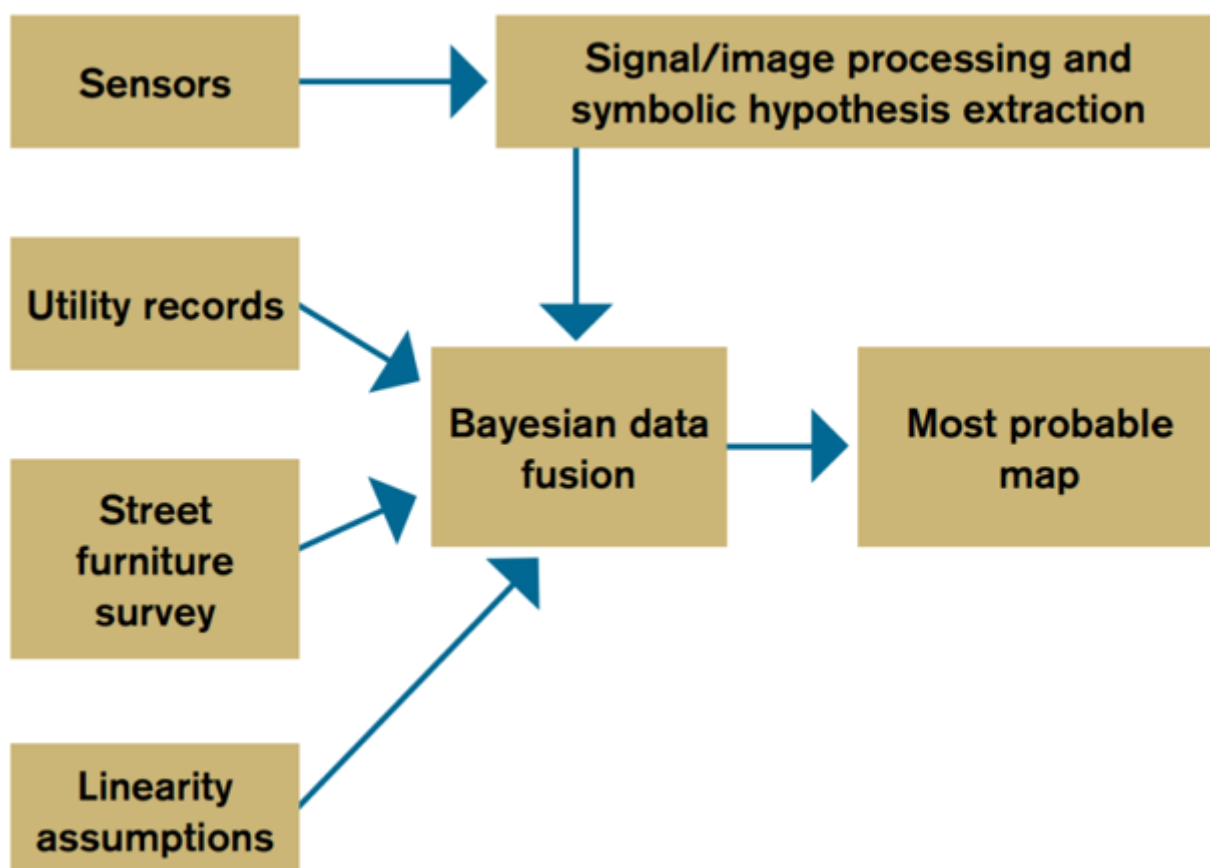 Sensors
Signal/image processing and
symbolic hypothesis extraction
Utility records
Bayesian data
fusion
Most probable
map
Street
furniture
survey
Linearity
assumptions